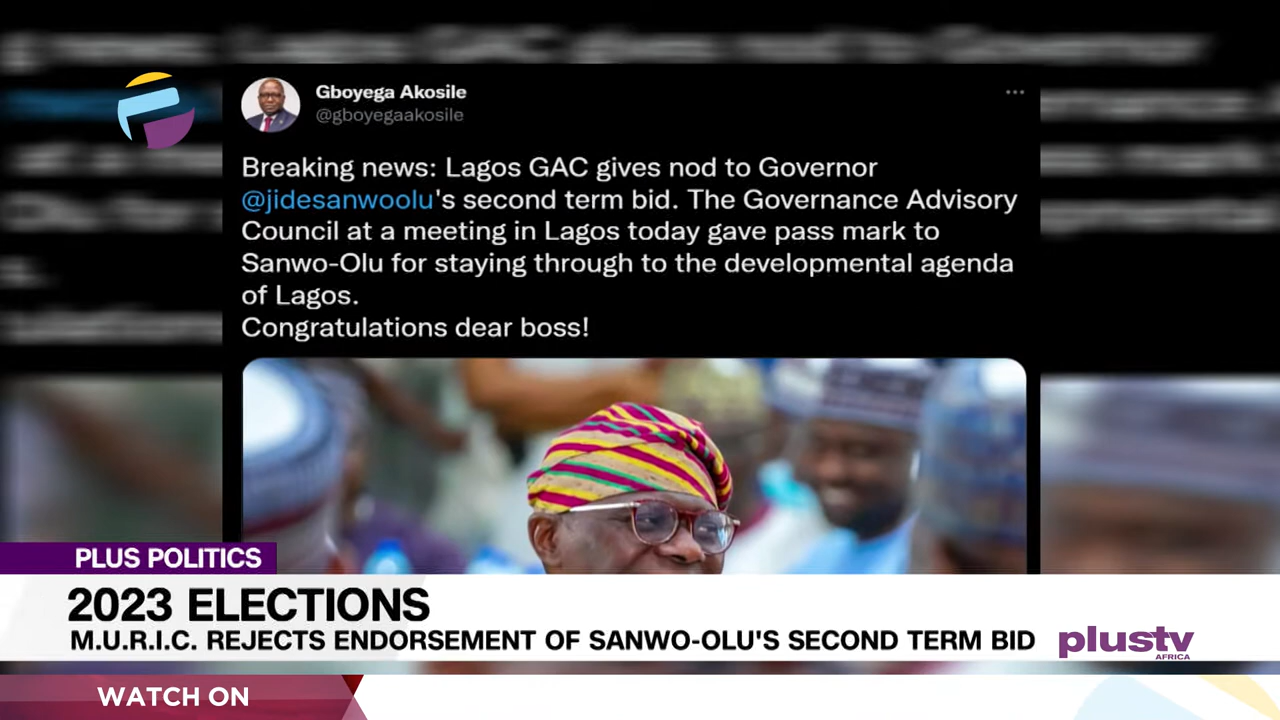 Gboyega Akosile
@gboyegaakosile
Breaking news: Lagos GAC gives nod to Governor
@jidesanwoolu's second term bid. The Governance Advisory
Council at a meeting in Lagos today gave pass mark to
Sanwo-Olu for staying through to the developmental agenda
of Lagos.
Congratulations dear boss!
PLUS POLITICS
2023 ELECTIONS
M.U.R.I.C. REJECTS ENDORSEMENT OF SANWO-OLU'S SECOND TERM BID
plustv
AFRICA
WATCH ON